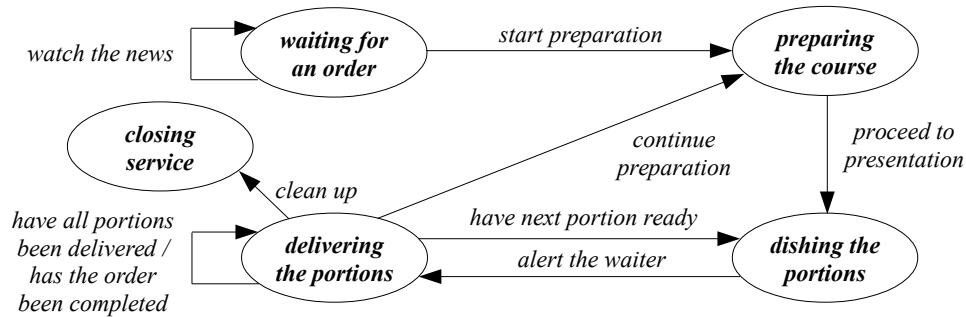 watch the news
waiting for
an order
start preparation
preparing
the course
closing
service
continue
preparation
proceed to
presentation
clean up
have all portions
been delivered /
has the order
been completed
delivering
the portions
have next portion ready
alert the waiter
dishing the
portions